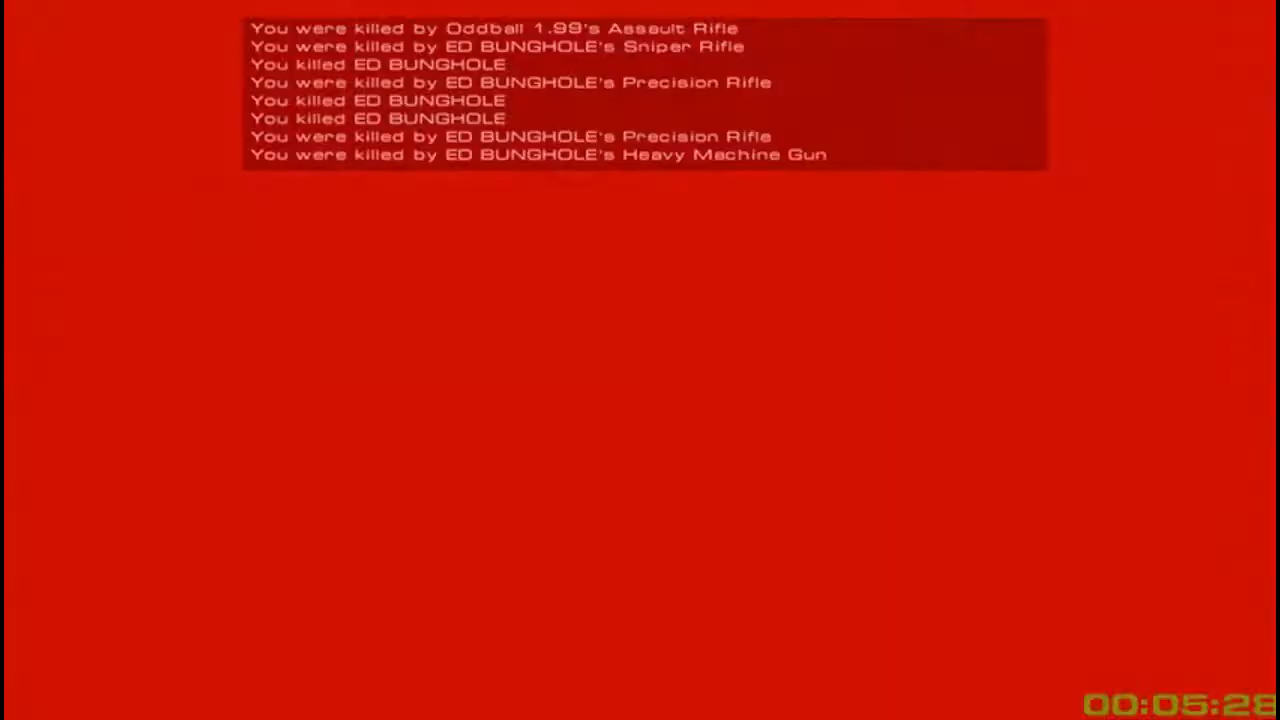 You were killed by Oddball 1.99's Assault Rifle
You were killed by ED BUNGHOLE's Sniper Rifle
You killed ED BUNGHOLE
You were killed by ED BUNGHOLE's Precision Rifle
You killed ED BUNGHOLE
You killed ED BUNGHOLE
You were killed by ED BUNGHOLE's Precision Rifle
You were killed by ED BUNGHOLE's Heavy Machine Gun
00:05:28